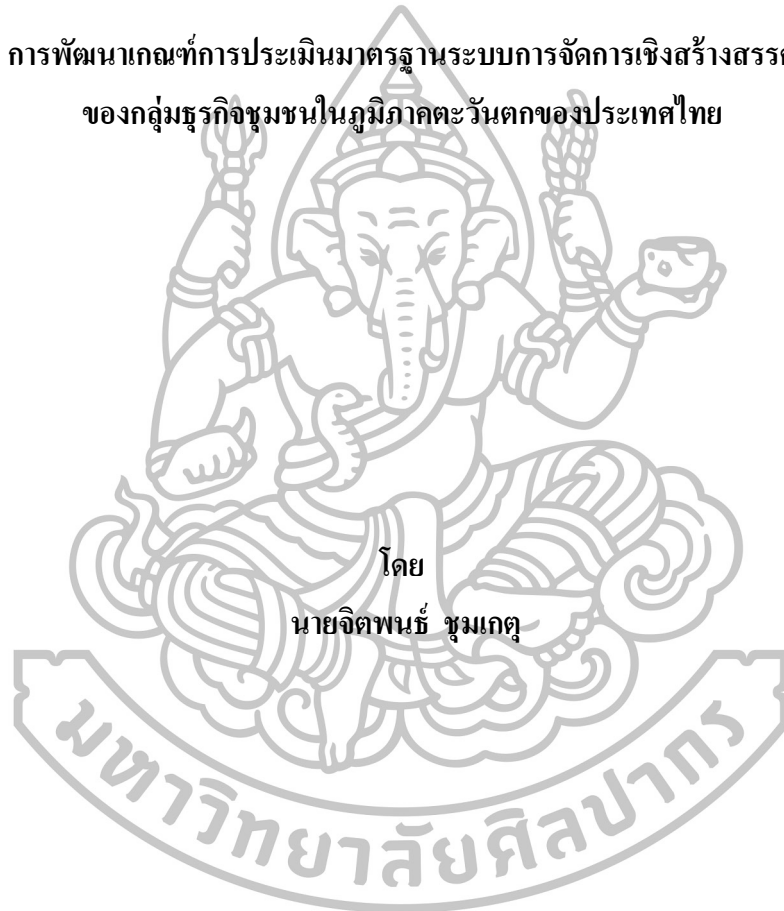 การพัฒนาเกณฑ์การประเมินมาตรฐานระบบการจัดการเชิงสร้างสรรค
ของกลุ่มธุรกิจชุมชนในภูมิภาคตะวันตกของประเทศไทย
โดย
นายจิตพนธ์ ชุมเกตุ
มหาวิทยาลัยศิลปากร